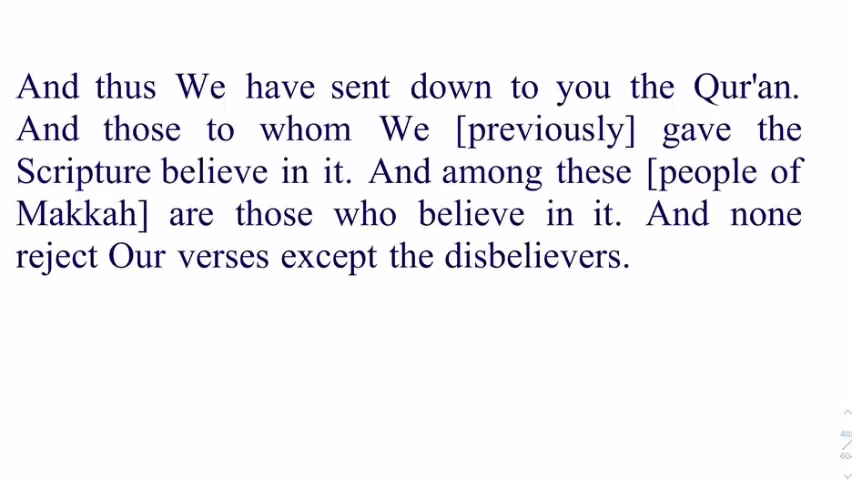 And thus We have sent down to you the Qur'an.
And those to whom We [previously] gave the
Scripture believe in it. And among these [people of
Makkah] are those who believe in it. And none
reject Our verses except the disbelievers.